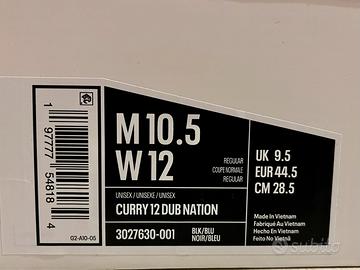 1 97777 54818 4
G2-A10-05
M 10.5
W 12
REGULAR
COUPE NORMALE
REGULAR
UNISEX/UNISEXE/UNISEX
CURRY 12 DUB NATION
3027630-001
BLK/BLU
NOIR/BLEU
UK 9.5
EUR 44.5
CM 28.5
Made In Vietnam
Fabriqué Au Vietnam
Hecho En Vietnam
Feito No Vietnã
Subito